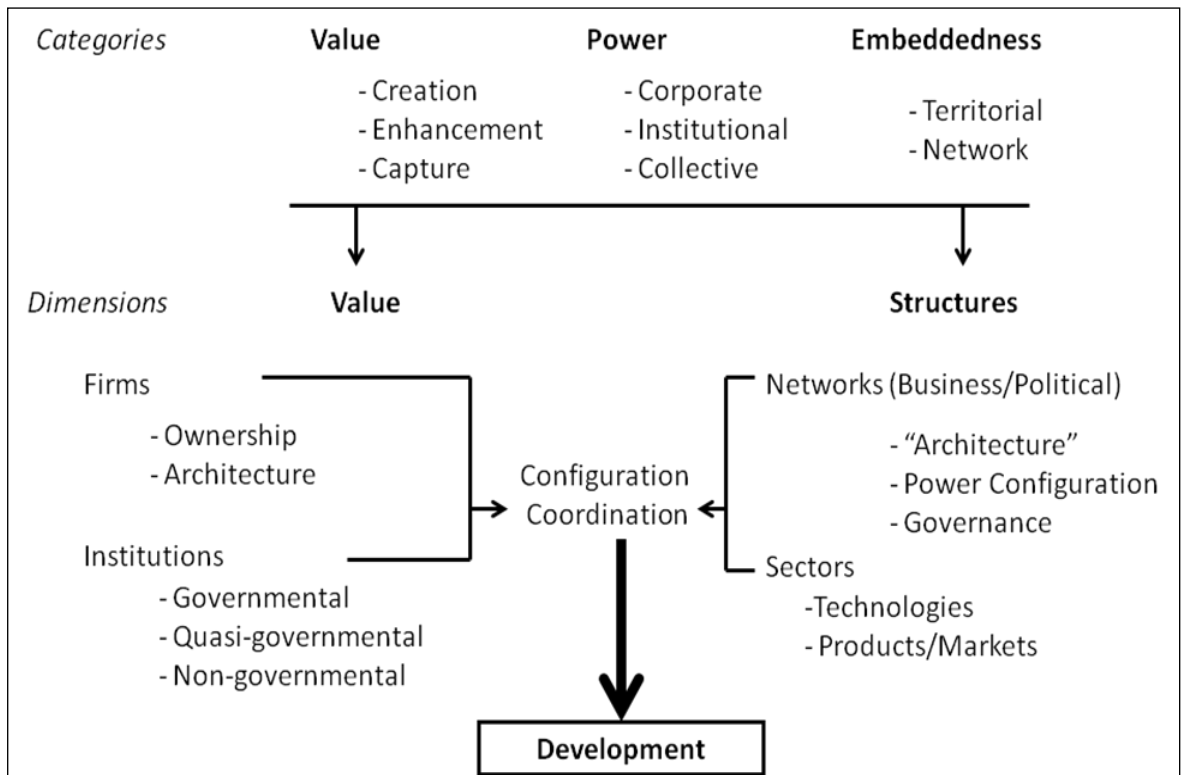 Categories Value Power Embeddedness
- Creation - Corporate - Territorial
- Enhancement - Institutional - Network
- Capture - Collective
Dimensions Value Structures
Firms
- Ownership
- Architecture
Institutions
- Governmental
- Quasi-governmental
- Non-governmental
Configuration
Coordination
Networks (Business/Political)
- “Architecture”
- Power Configuration
- Governance
Sectors
-Technologies
- Products/Markets
Development